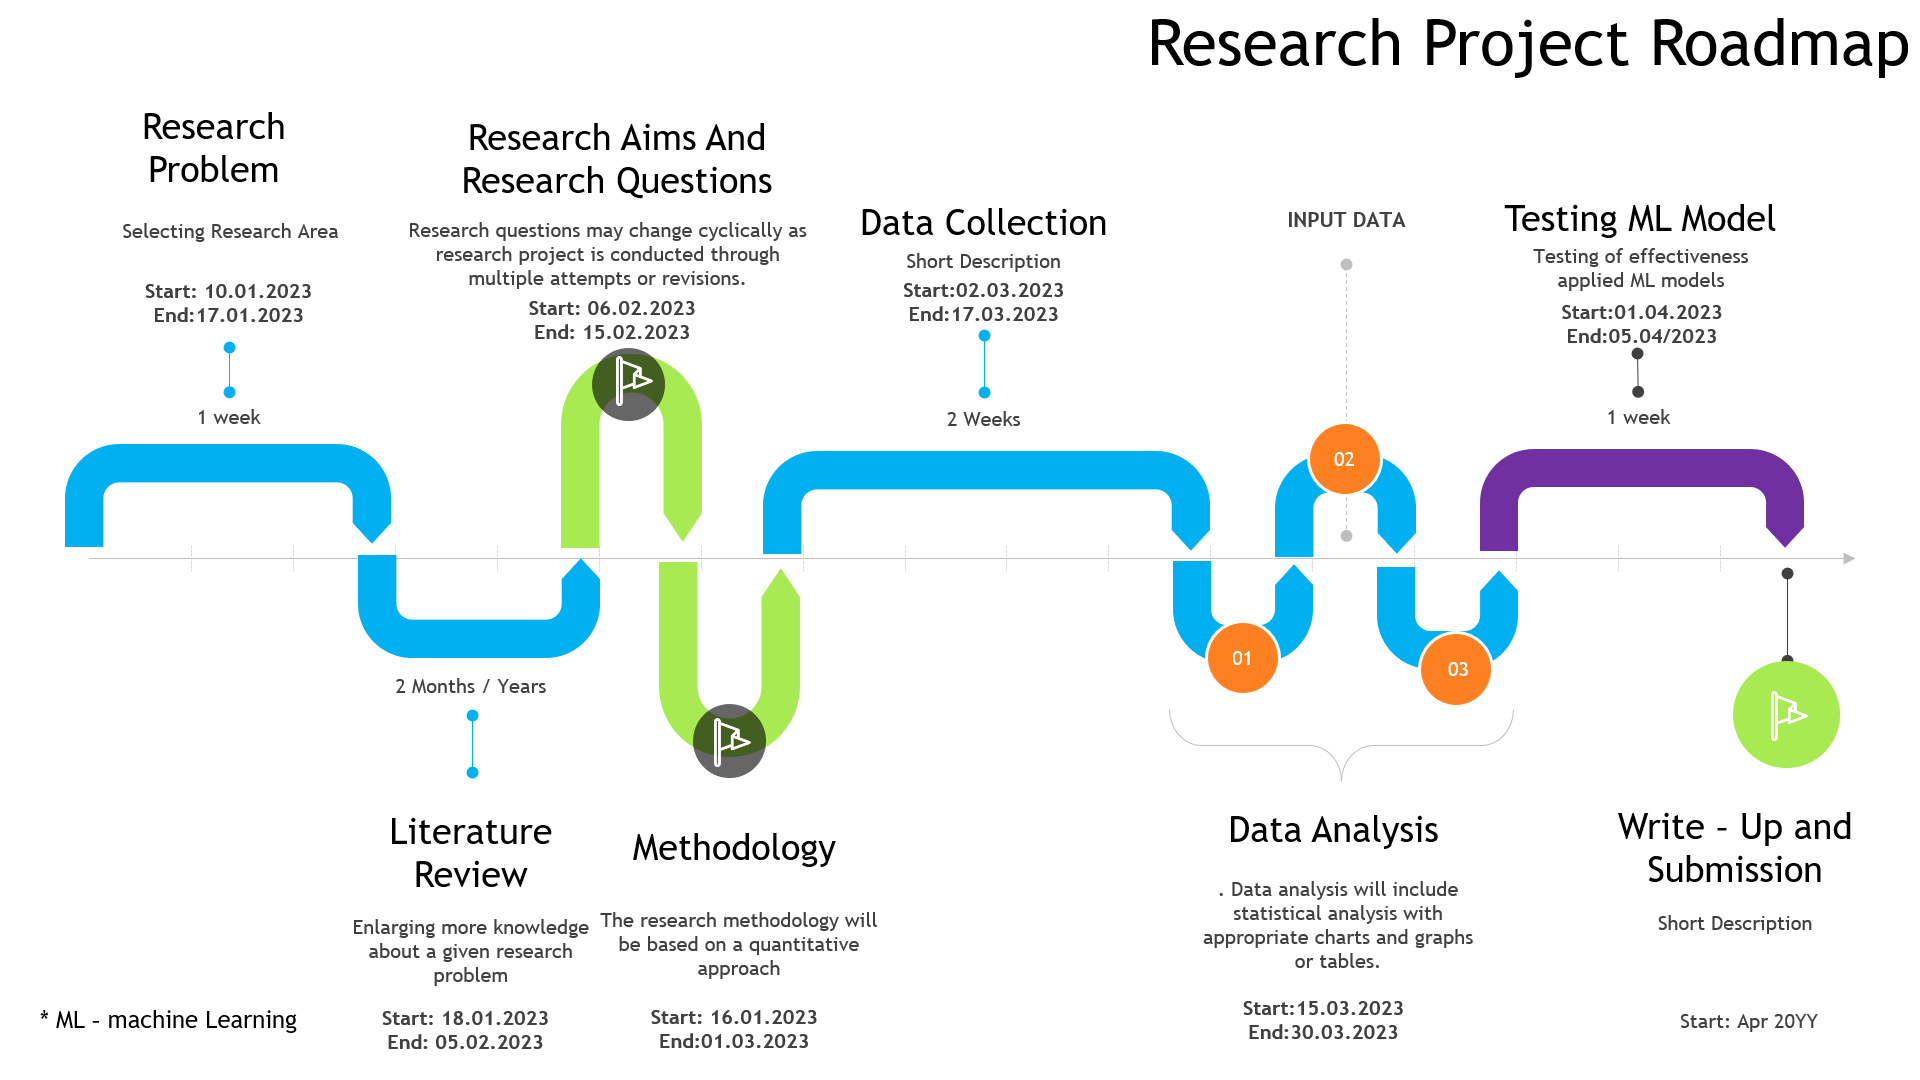 Research Project Roadmap
Research
Problem
Selecting Research Area
Start: 10.01.2023
End:17.01.2023
1 week
Research Aims And
Research Questions
Research questions may change cyclically as
research project is conducted through
multiple attempts or revisions.
Start: 06.02.2023
End: 15.02.2023
Data Collection
Short Description
Start:02.03.2023
End:17.03.2023
2 Weeks
INPUT DATA
02
Testing ML Model
Testing of effectiveness
applied ML models
Start:01.04.2023
End:05.04/2023
1 week
01
03
2 Months / Years
Literature
Review
Enlarging more knowledge
about a given research
problem
Start: 18.01.2023
End: 05.02.2023
Methodology
The research methodology will
be based on a quantitative
approach
Start: 16.01.2023
End:01.03.2023
Data Analysis
. Data analysis will include
statistical analysis with
appropriate charts and graphs
or tables.
Start:15.03.2023
End:30.03.2023
Write – Up and
Submission
Short Description
Start: Apr 20YY
* ML – machine Learning